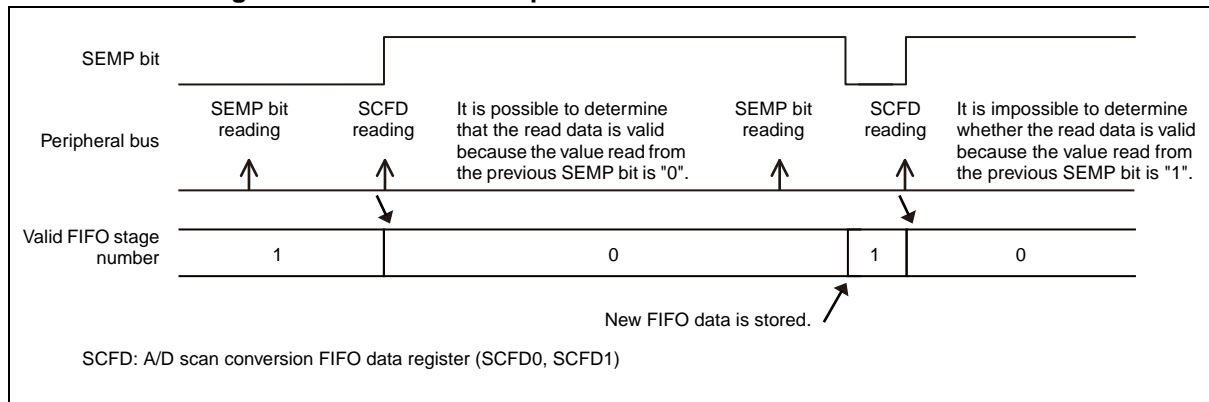 SEMP bit
SEMP bit
reading
SCFD
reading
It is possible to determine
that the read data is valid
because the value read from
the previous SEMP bit is "0".
SEMP bit
reading
SCFD
reading
It is impossible to determine
whether the read data is valid
because the value read from
the previous SEMP bit is "1".
Peripheral bus
Valid FIFO stage
number
1
0
1
0
New FIFO data is stored.
SCFD: A/D scan conversion FIFO data register (SCFD0, SCFD1)